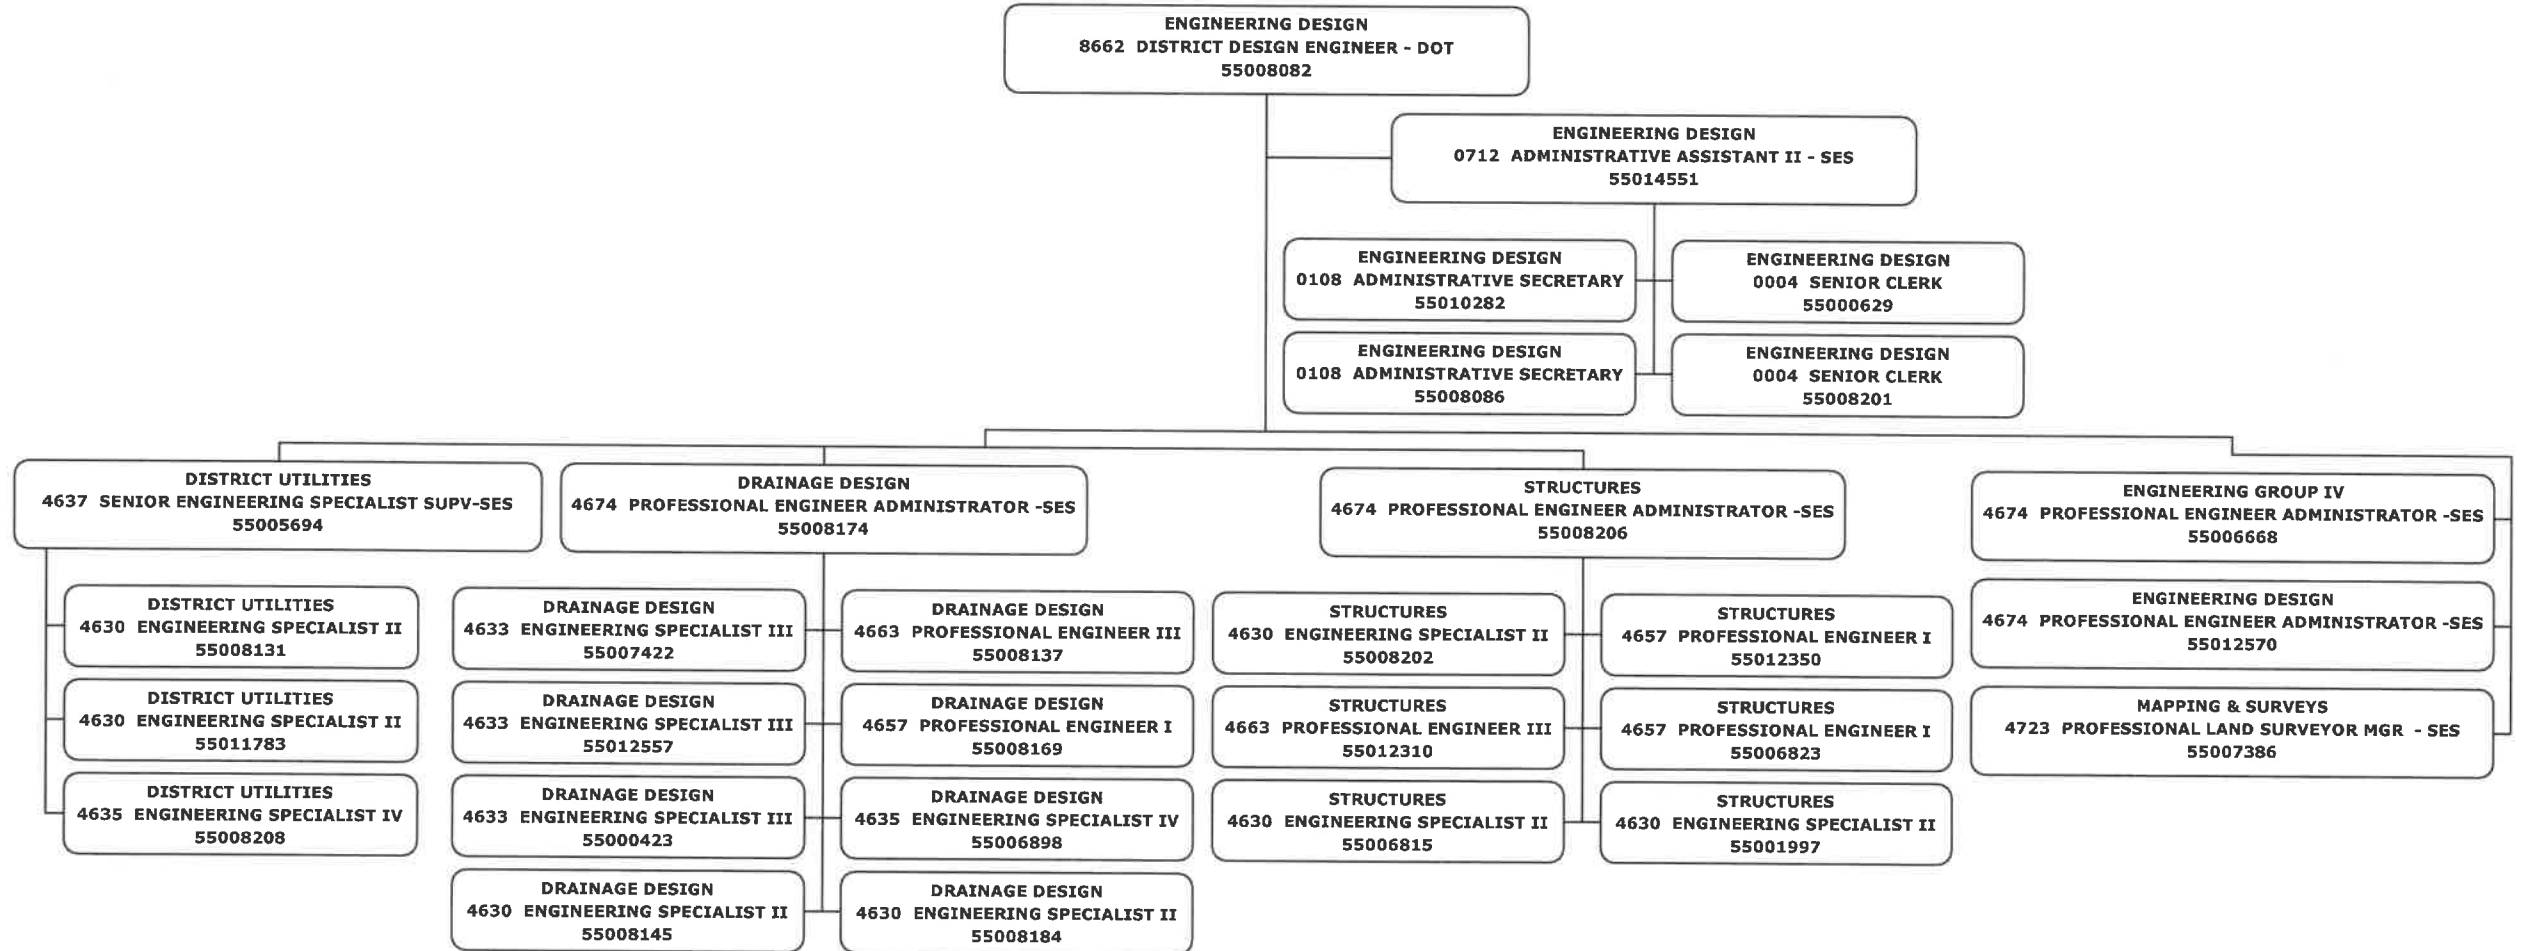 ENGINEERING DESIGN
8662 DISTRICT DESIGN ENGINEER - DOT
55008082
ENGINEERING DESIGN
0712 ADMINISTRATIVE ASSISTANT II - SES
55014551
ENGINEERING DESIGN
0108 ADMINISTRATIVE SECRETARY
55010282
ENGINEERING DESIGN
0004 SENIOR CLERK
55000629
ENGINEERING DESIGN
0108 ADMINISTRATIVE SECRETARY
55008086
ENGINEERING DESIGN
0004 SENIOR CLERK
55008201
DISTRICT UTILITIES
4637 SENIOR ENGINEERING SPECIALIST SUPV-SES
55005694
DISTRICT UTILITIES
4630 ENGINEERING SPECIALIST II
55008131
DISTRICT UTILITIES
4630 ENGINEERING SPECIALIST II
55011783
DISTRICT UTILITIES
4635 ENGINEERING SPECIALIST IV
55008208
DRAINAGE DESIGN
4674 PROFESSIONAL ENGINEER ADMINISTRATOR -SES
55008174
DRAINAGE DESIGN
4633 ENGINEERING SPECIALIST III
55007422
DRAINAGE DESIGN
4663 PROFESSIONAL ENGINEER III
55008137
DRAINAGE DESIGN
4633 ENGINEERING SPECIALIST III
55012557
DRAINAGE DESIGN
4657 PROFESSIONAL ENGINEER I
55008169
DRAINAGE DESIGN
4633 ENGINEERING SPECIALIST III
55000423
DRAINAGE DESIGN
4635 ENGINEERING SPECIALIST IV
55006898
DRAINAGE DESIGN
4630 ENGINEERING SPECIALIST II
55008145
DRAINAGE DESIGN
4630 ENGINEERING SPECIALIST II
55008184
STRUCTURES
4674 PROFESSIONAL ENGINEER ADMINISTRATOR -SES
55008206
STRUCTURES
4630 ENGINEERING SPECIALIST II
55008202
STRUCTURES
4657 PROFESSIONAL ENGINEER I
55012350
STRUCTURES
4663 PROFESSIONAL ENGINEER III
55012310
STRUCTURES
4657 PROFESSIONAL ENGINEER I
55006823
STRUCTURES
4630 ENGINEERING SPECIALIST II
55006815
STRUCTURES
4630 ENGINEERING SPECIALIST II
55001997
ENGINEERING GROUP IV
4674 PROFESSIONAL ENGINEER ADMINISTRATOR -SES
55006668
ENGINEERING DESIGN
4674 PROFESSIONAL ENGINEER ADMINISTRATOR -SES
55012570
MAPPING & SURVEYS
4723 PROFESSIONAL LAND SURVEYOR MGR - SES
55007386